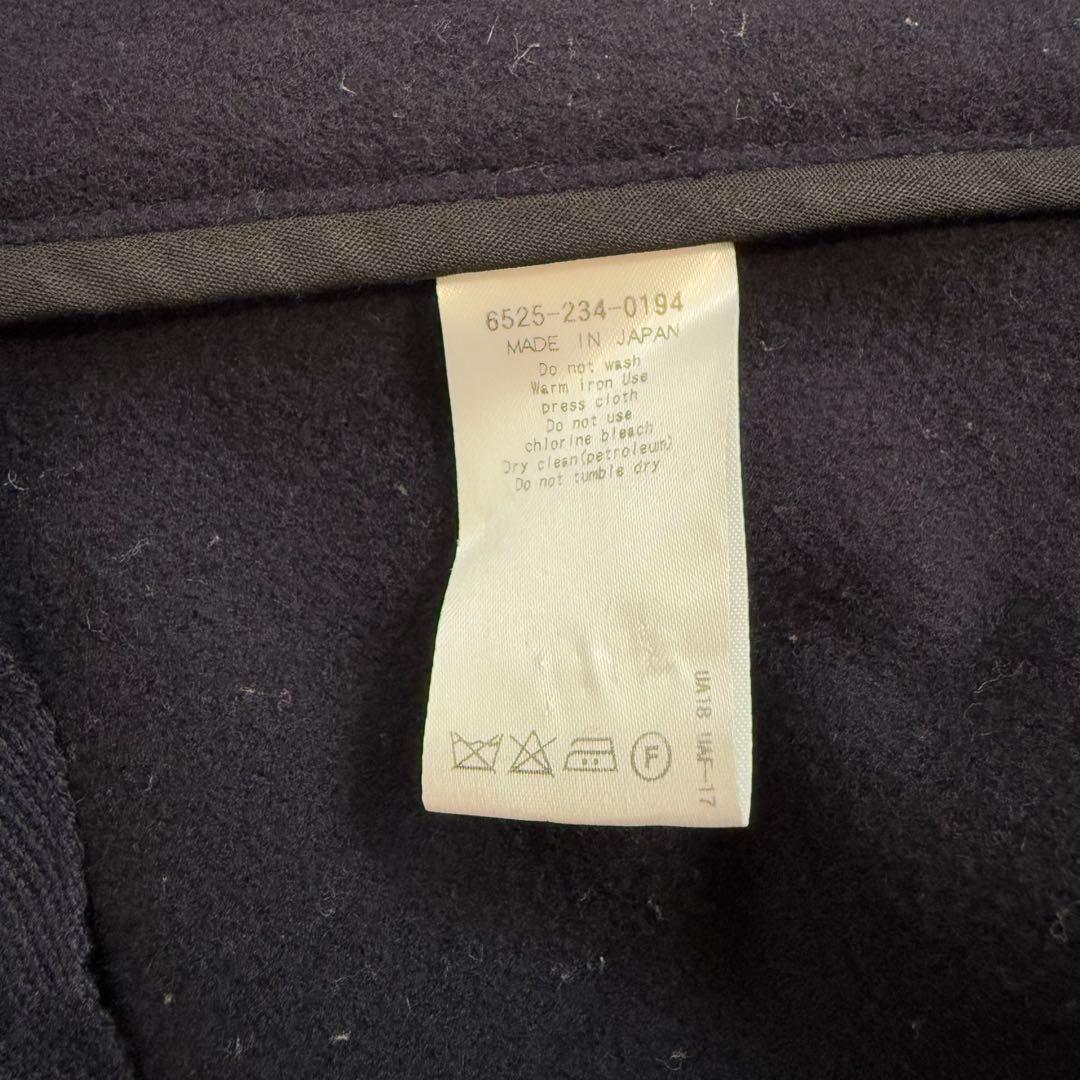 6525-234-0194
MADE IN JAPAN
Do not wash
Warm iron Use
press cloth
Do not use
chlorine bleach
Dry clean(petroleum)
Do not tumble dry
UA18 UAF-17
F